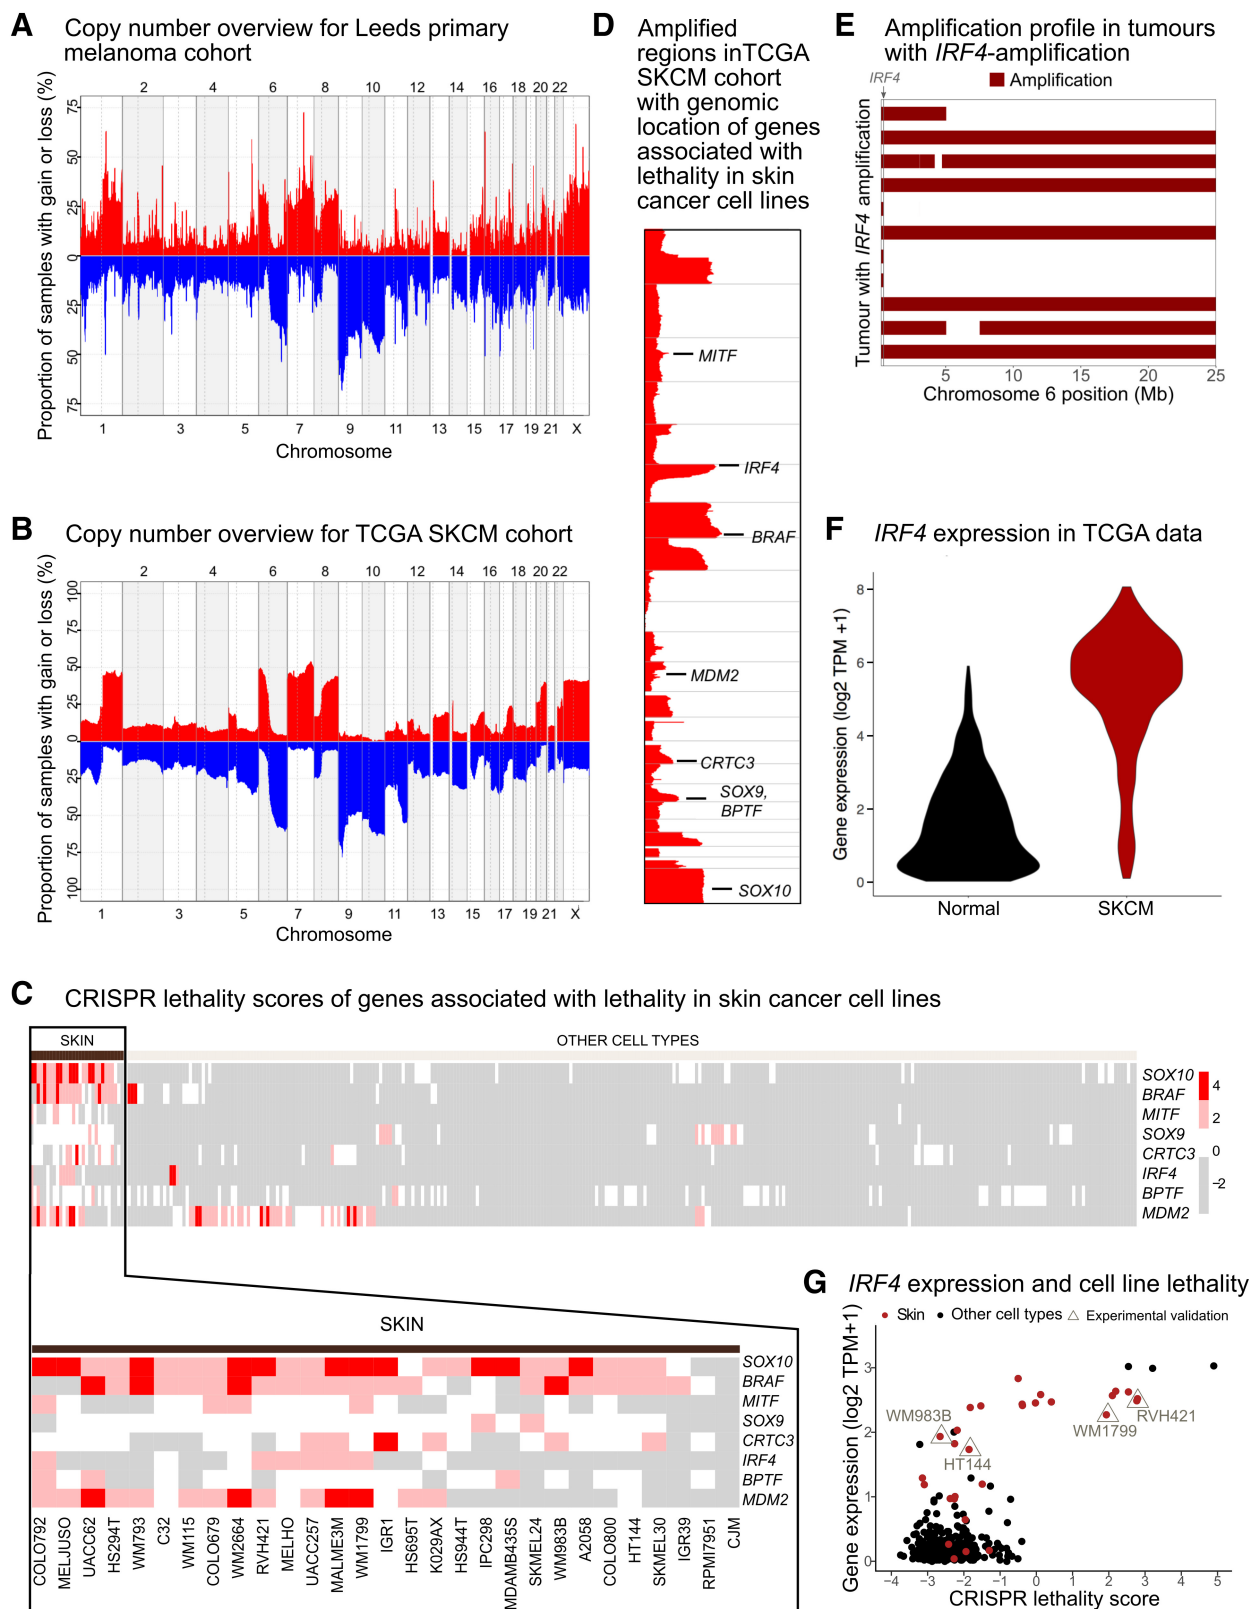 A
Copy number overview for Leeds primary
melanoma cohort
Proportion of samples with gain or loss (%)
2 4 6 8 10 12 14 16 18 20 22
75
50
25
0
25
50
75
1 3 5 7 9 11 13 15 17 19 21 X
Chromosome
B
Copy number overview for TCGA SKCM cohort
Proportion of samples with gain or loss (%)
2 4 6 8 10 12 14 16 18 20 22
100
75
50
25
0
25
50
75
100
1 3 5 7 9 11 13 15 17 19 21 X
Chromosome
D
Amplified
regions inTCGA
SKCM cohort
with genomic
location of genes
associated with
lethality in skin
cancer cell lines
MITF
IRF4
BRAF
MDM2
CRTC3
SOX9,
BPTF
SOX10
E
Amplification profile in tumours
with IRF4-amplification
IRF4
Amplification
Tumour with IRF4 amplification
5 10 15 20 25
Chromosome 6 position (Mb)
F
IRF4 expression in TCGA data
Gene expression (log2 TPM +1)
8
6
4
2
0
Normal SKCM
C
CRISPR lethality scores of genes associated with lethality in skin cancer cell lines
SKIN OTHER CELL TYPES
SOX10
BRAF
MITF
SOX9
CRTC3
IRF4
BPTF
MDM2
4
2
0
−2
SKIN
SOX10
BRAF
MITF
SOX9
CRTC3
IRF4
BPTF
MDM2
COLO792
MELJUSO
UACC62
HS294T
WM793
C32
WM115
COLO679
WM2664
RVH421
MELHO
UACC257
MALME3M
WM1799
IGR1
HS695T
K029AX
HS944T
IPC298
MDAMB435S
SKMEL24
WM983B
A2058
COLO800
HT144
SKMEL30
IGR39
RPMI7951
CJM
G
IRF4 expression and cell line lethality
Skin Other cell types Experimental validation
Gene expression (log2 TPM+1)
3
2
1
0
WM983B
HT144
WM1799
RVH421
−4 −3 −2 −1 0 1 2 3 4 5
CRISPR lethality score